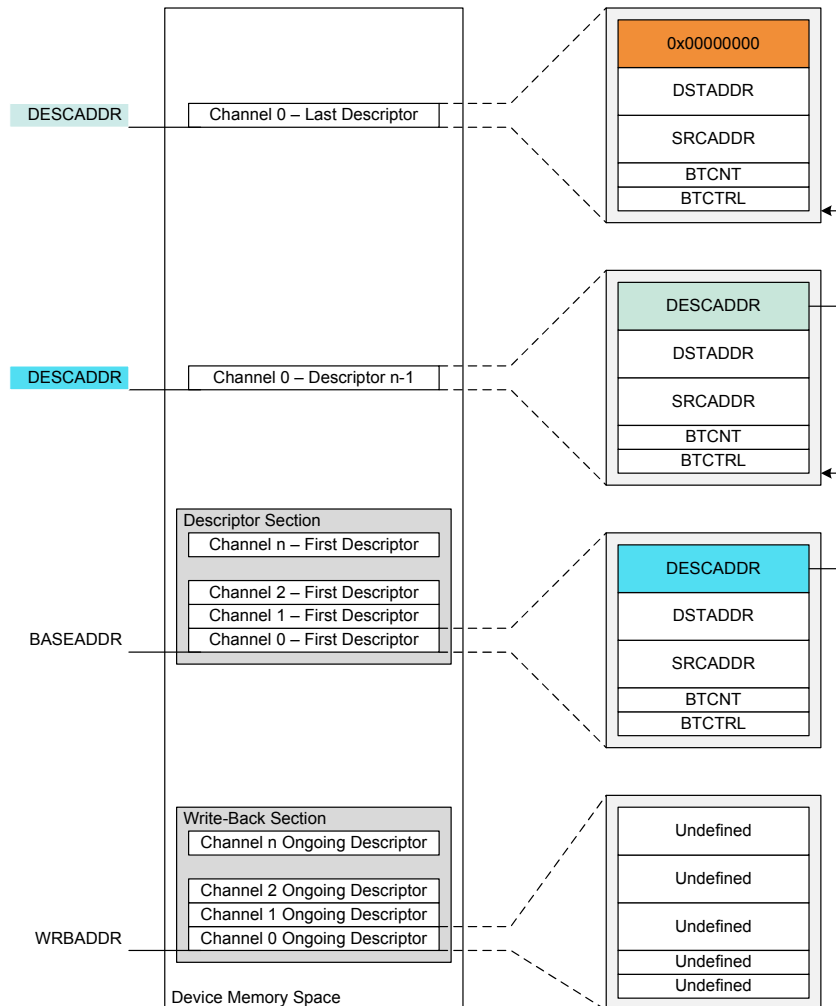 0x00000000
DESCADDR
Channel 0 – Last Descriptor
DSTADDR
SRCADDR
BTCNT
BTCTRL
DESCADDR
DESCADDR
Channel 0 – Descriptor n-1
DSTADDR
SRCADDR
BTCNT
BTCTRL
Descriptor Section
Channel n – First Descriptor
DESCADDR
Channel 2 – First Descriptor
Channel 1 – First Descriptor
DSTADDR
BASEADDR
Channel 0 – First Descriptor
SRCADDR
BTCNT
BTCTRL
Write-Back Section
Channel n Ongoing Descriptor
Undefined
Channel 2 Ongoing Descriptor
Undefined
Channel 1 Ongoing Descriptor
Undefined
WRBADDR
Channel 0 Ongoing Descriptor
Undefined
Undefined
Device Memory Space